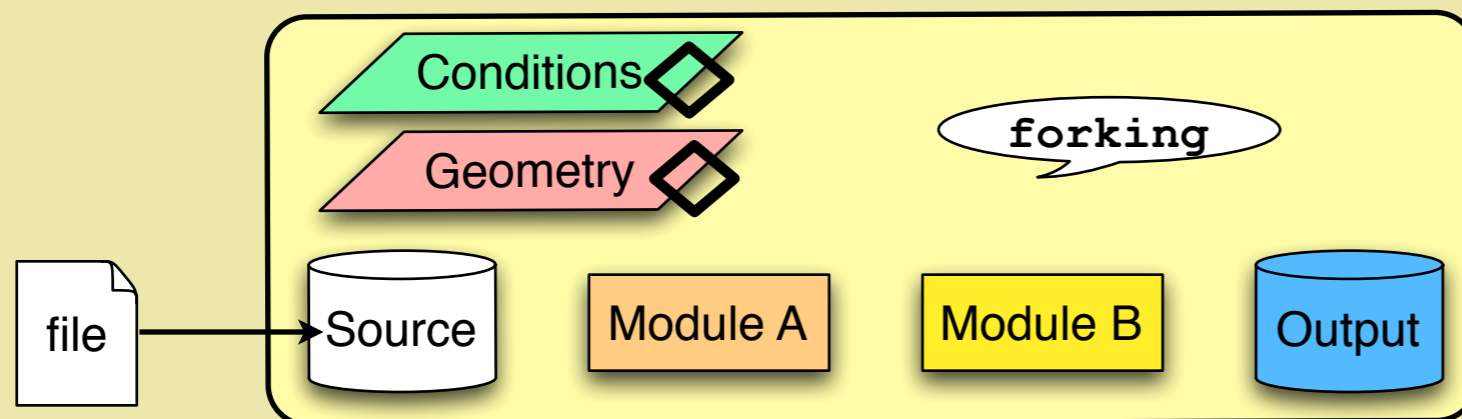 Conditions
forking
Geometry
file
Source
Module A
Module B
Output